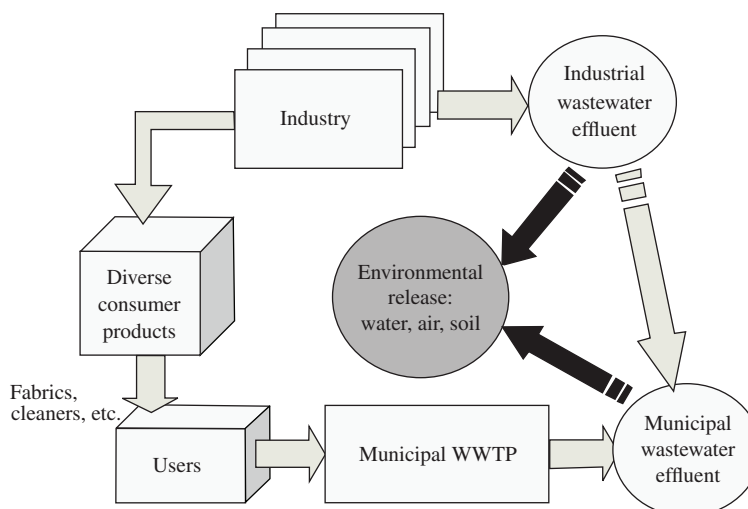 Industry
Industrial
wastewater
effluent
Diverse
consumer
products
Environmental
release:
water, air, soil
Fabrics,
cleaners, etc.
Users
Municipal WWTP
Municipal
wastewater
effluent